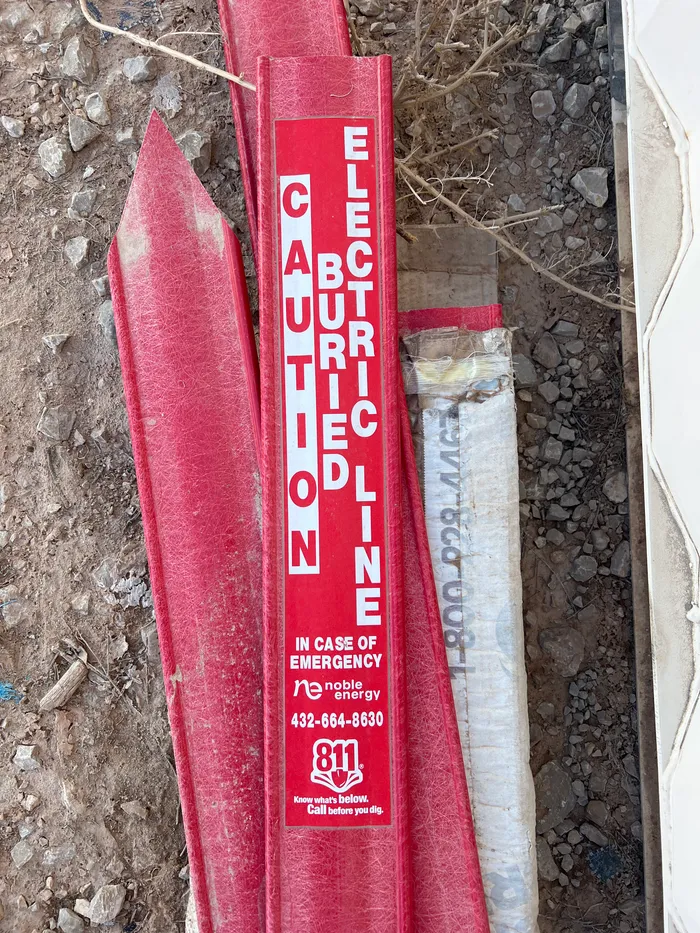 CAUTION
BURIED
ELECTRIC LINE
IN CASE OF
EMERGENCY
noble
energy
432-664-8630
811
Know what's below.
Call before you dig.